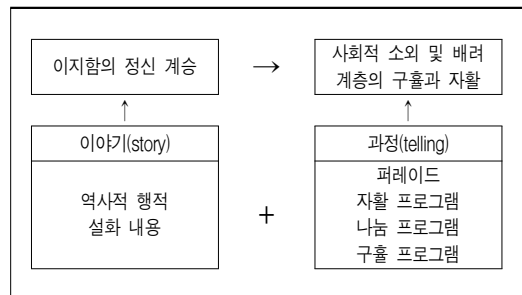 이지함의 정신 계승
→
사회적 소외 및 배려
계층의 구휼과 자활
↑
↑
이야기(story)
역사적 행적
설화 내용
+
과정(telling)
퍼레이드
자활 프로그램
나눔 프로그램
구휼 프로그램